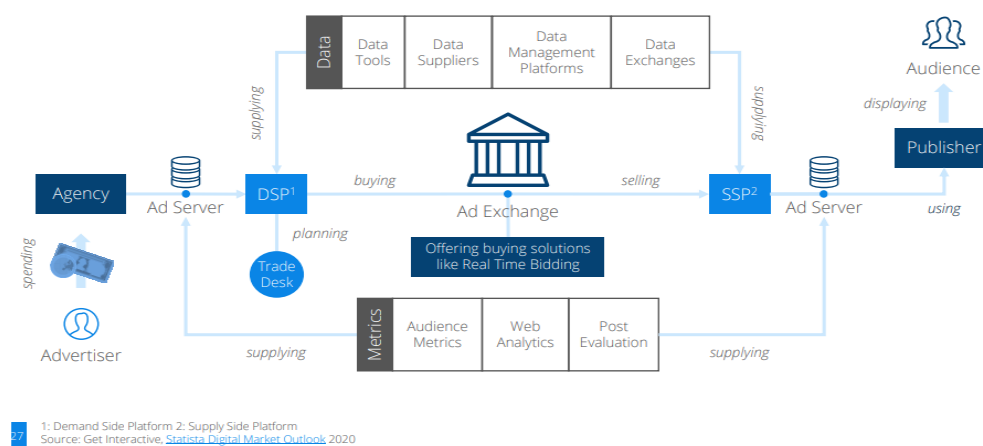 Data
Data
Tools
Data
Suppliers
Data
Management
Platforms
Data
Exchanges
Audience
supplying
supplying
displaying
Publisher
Agency
Ad Server
DSP1
buying
selling
Ad Exchange
SSP2
Ad Server
using
planning
Trade
Desk
Offering buying solutions
like Real Time Bidding
spending
Advertiser
supplying
Metrics
Audience
Metrics
Web
Analytics
Post
Evaluation
supplying
27
1: Demand Side Platform 2: Supply Side Platform
Source: Get Interactive, Statista Digital Market Outlook 2020